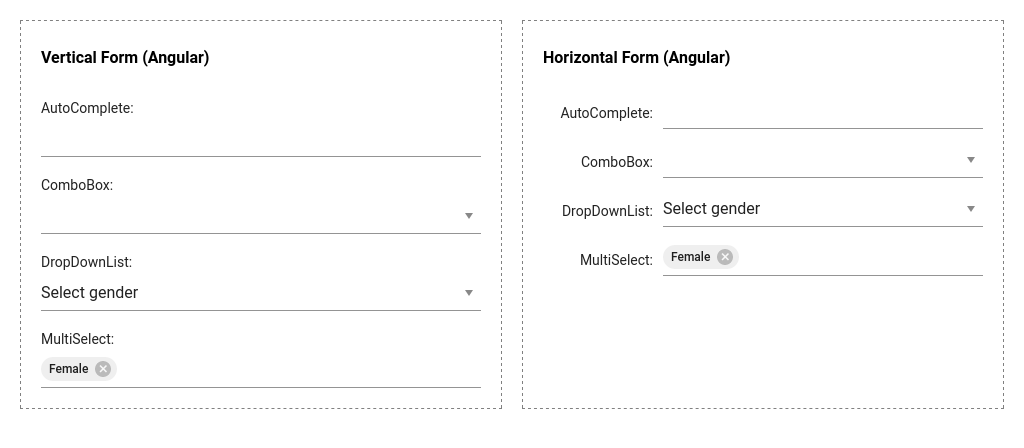 Vertical Form (Angular)
AutoComplete:
ComboBox:
DropDownList:
Select gender
MultiSelect:
Female
Horizontal Form (Angular)
AutoComplete:
ComboBox:
DropDownList: Select gender
MultiSelect: Female